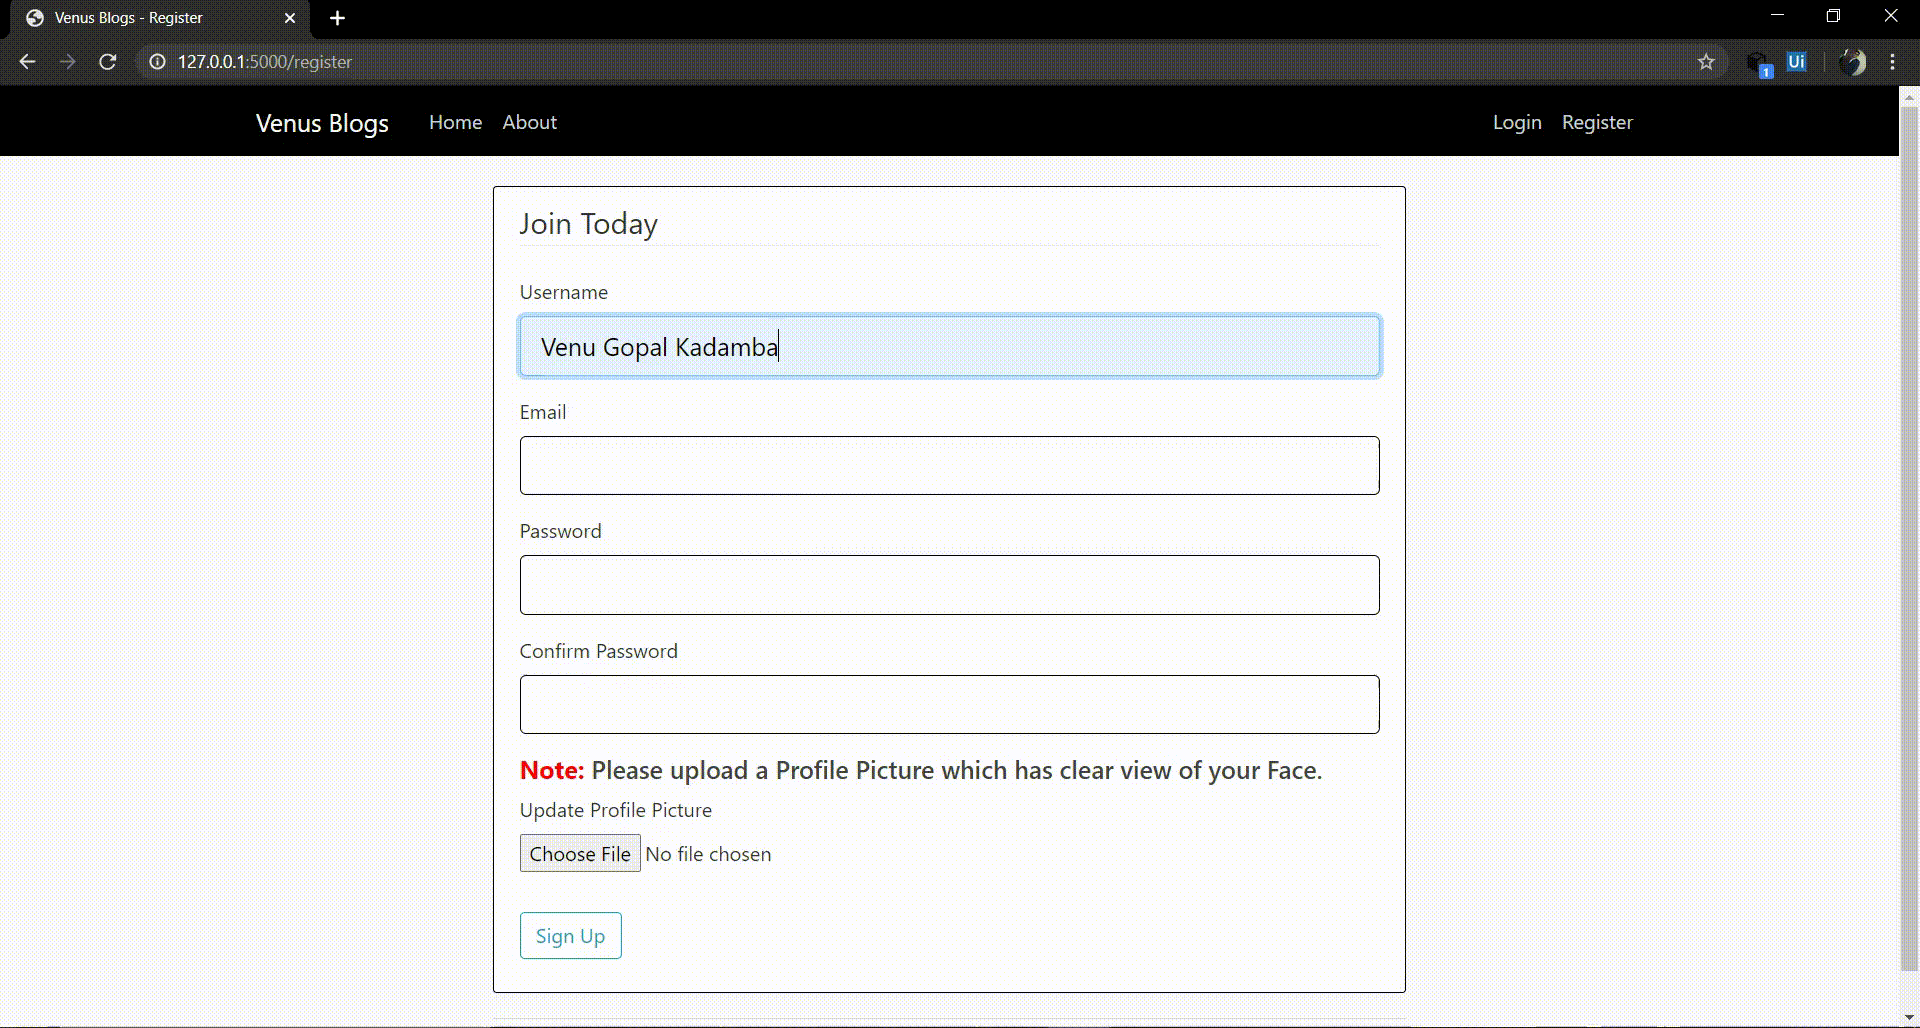 Venus Blogs - Register
127.0.0.1:5000/register
1
Ui
Venus Blogs Home About Login Register
Join Today
Username
Venu Gopal Kadamba
Email
Password
Confirm Password
Note: Please upload a Profile Picture which has clear view of your Face.
Update Profile Picture
Choose File No file chosen
Sign Up